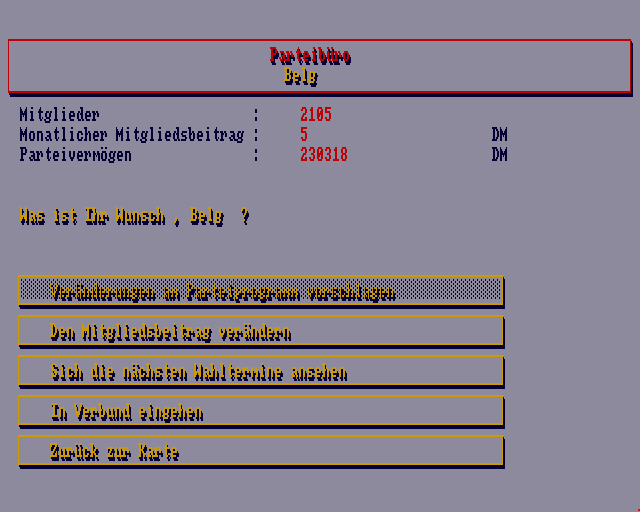 Parteibüro
Belg
Mitglieder : 2105
Monatlicher Mitgliedsbeitrag : 5 DM
Parteivermögen : 230318 DM
Was ist Ihr Wunsch , Belg ?
Veränderungen am Parteiprogramm vorschlagen
Den Mitgliedsbeitrag verändern
Sich die nächsten Wahltermine ansehen
In Verbund eingehen
Zurück zur Karte